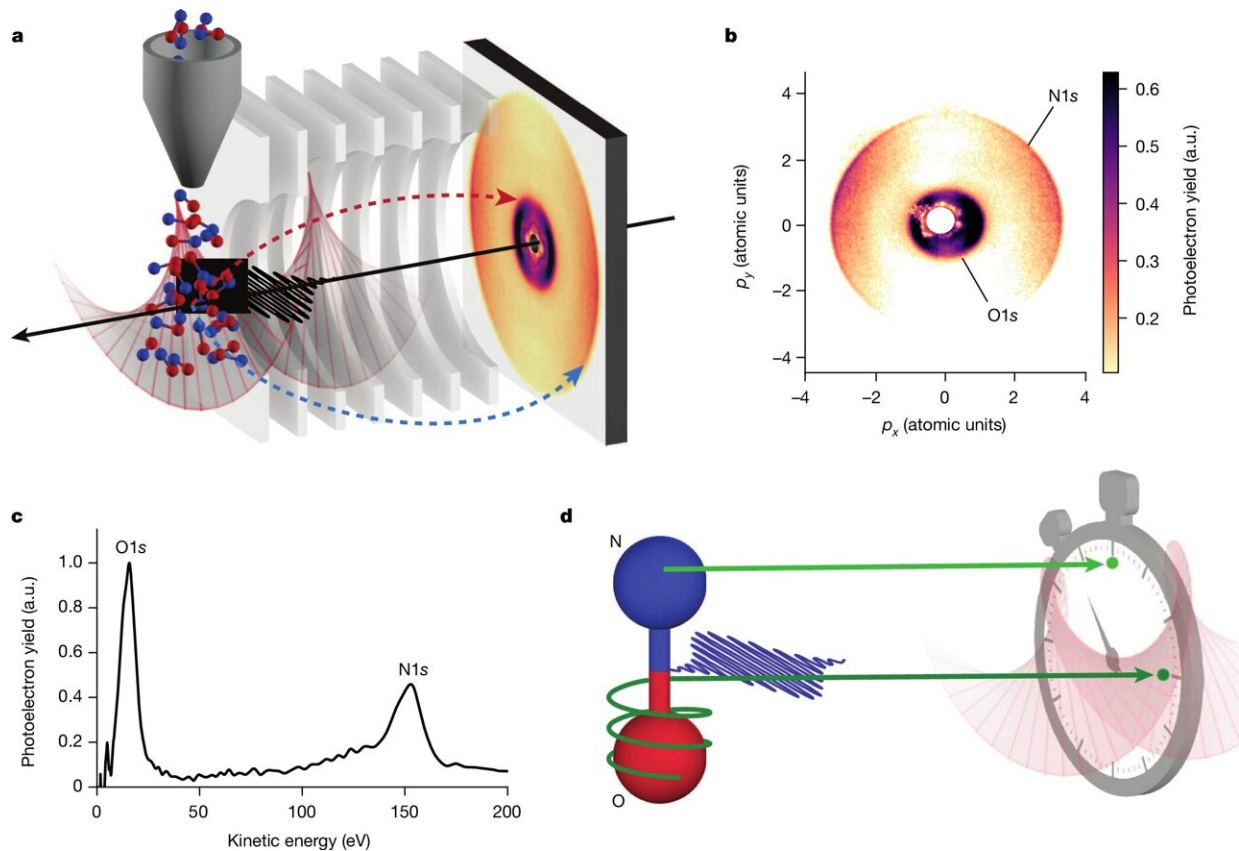 a
b
4
2
0
−2
−4
−4
−2
0
2
4
p_y (atomic units)
p_x (atomic units)
N1s
O1s
0.6
0.5
0.4
0.3
0.2
Photoelectron yield (a.u.)
c
O1s
N1s
1.0
0.8
0.6
0.4
0.2
0
0
50
100
150
200
Photoelectron yield (a.u.)
Kinetic energy (eV)
d
N
O